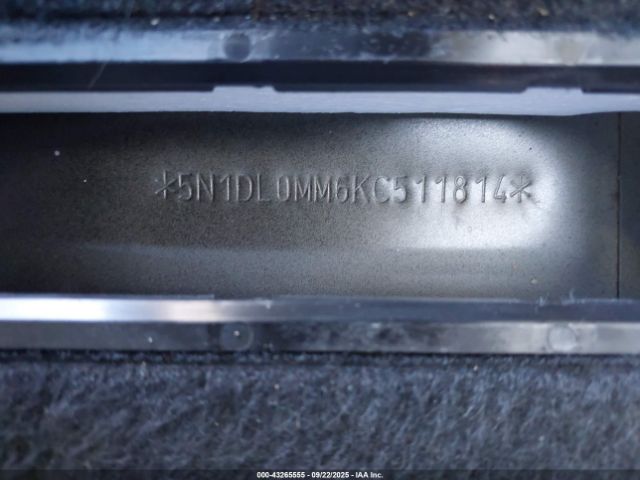 *5N1DL0MM6KC511814*
000-43265555 - 09/22/2025 - IAA Inc.